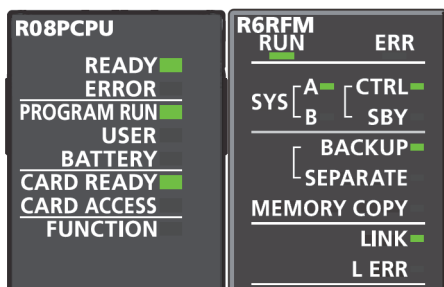 R08PCPU
READY
ERROR
PROGRAM RUN
USER
BATTERY
CARD READY
CARD ACCESS
FUNCTION
R6RFM
RUN ERR
SYS A CTRL
B SBY
BACKUP
SEPARATE
MEMORY COPY
LINK
L ERR